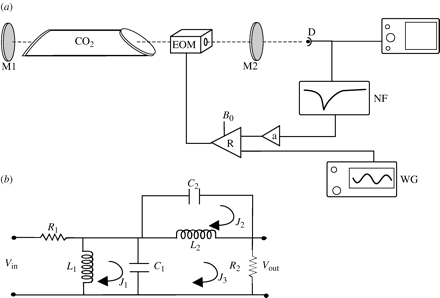 (a)
CO2
EOM
D
M1
M2
NF
B0
a
R
WG
(b)
C2
R1
J2
L2
Vin
L1
J1
C1
J3
R2
Vout